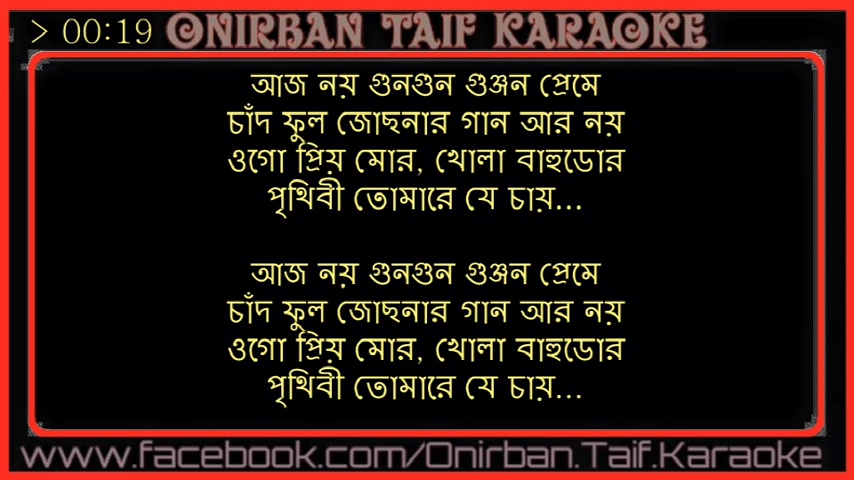 > 00:19 ONIRBAN TAIF KARAOKE
আজ নয় গুনগুন গুঞ্জন প্রেমে
চাঁদ ফুল জোছনার গান আর নয়
ওগো প্রিয় মোর, খোলা বাহুডোর
পৃথিবী তোমারে যে চায়...
আজ নয় গুনগুন গুঞ্জন প্রেমে
চাঁদ ফুল জোছনার গান আর নয়
ওগো প্রিয় মোর, খোলা বাহুডোর
পৃথিবী তোমারে যে চায়...
www.facebook.com/Onirban.Taif.Karaoke